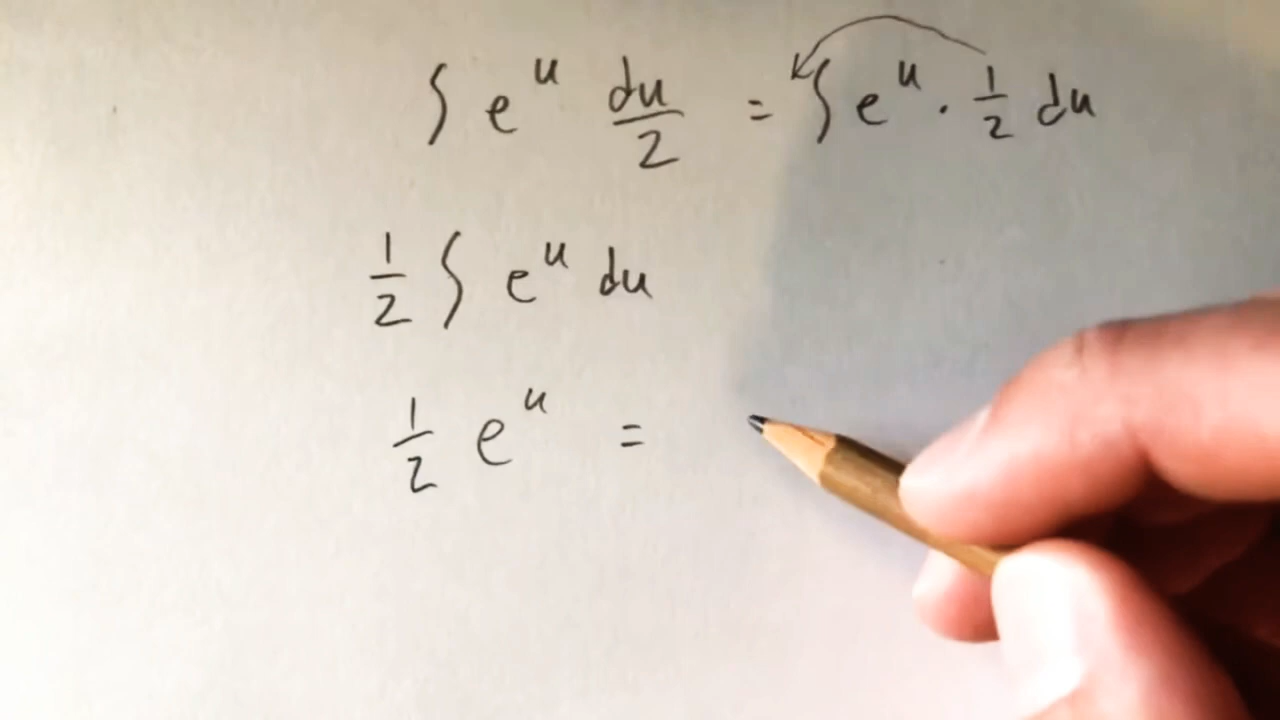 ∫ e^u du/2 = ∫ e^u · 1/2 du
1/2 ∫ e^u du
1/2 e^u =